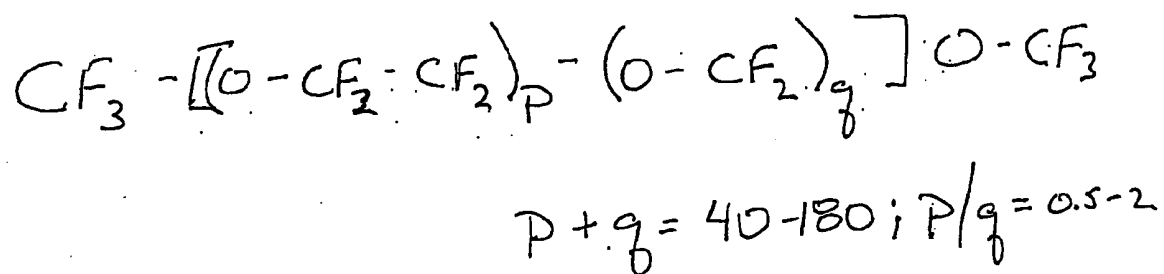 CF₃-[(O-CF₂-CF₂)p-(O-CF₂)q]O-CF₃
p+q=40-180; p/q=0.5-2